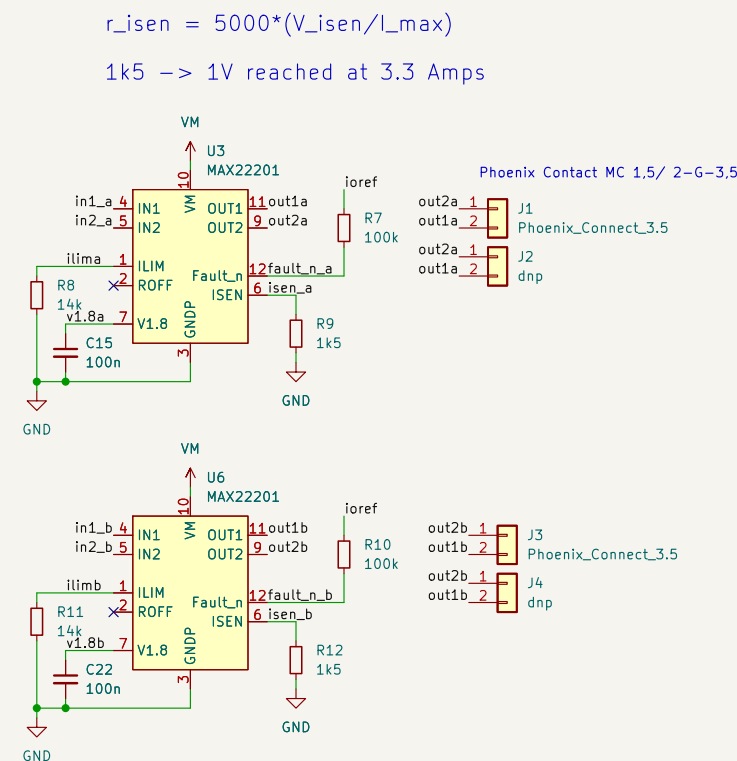 r_isen = 5000*(V_isen/I_max)
1k5 -> 1V reached at 3.3 Amps
VM
U3
MAX22201
10
VM
in1_a 4 IN1
in2_a 5 IN2
OUT1 11 out1a
OUT2 9 out2a
ilima 1 ILIM
2 ROFF
Fault_n 12 fault_n_a
ISEN 6 isen_a
v1.8a 7 V1.8
GNDP
3
R8
14k
C15
100n
GND
ioref
R7
100k
R9
1k5
GND
Phoenix Contact MC 1,5/ 2-G-3,5
out2a 1
out1a 2
J1
Phoenix_Connect_3.5
out2a 1
out1a 2
J2
dnp
VM
U6
MAX22201
10
VM
in1_b 4 IN1
in2_b 5 IN2
OUT1 11 out1b
OUT2 9 out2b
ilimb 1 ILIM
2 ROFF
Fault_n 12 fault_n_b
ISEN 6 isen_b
v1.8b 7 V1.8
GNDP
3
R11
14k
C22
100n
GND
ioref
R10
100k
R12
1k5
GND
out2b 1
out1b 2
J3
Phoenix_Connect_3.5
out2b 1
out1b 2
J4
dnp